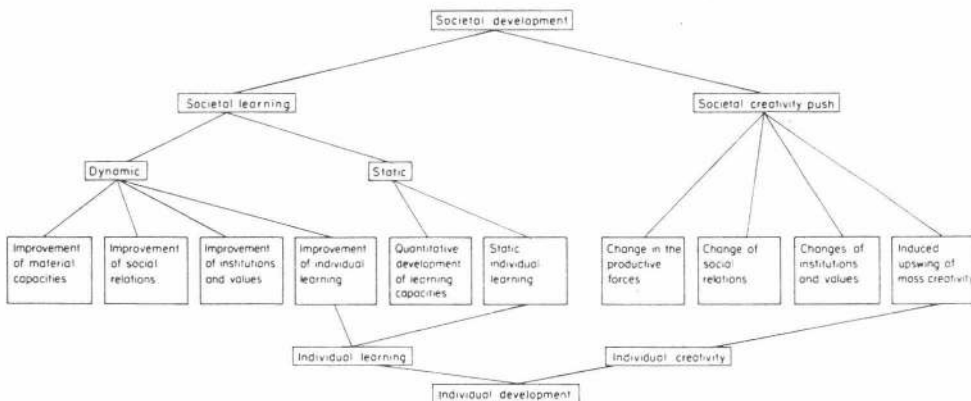 Societal development
Societal learning
Societal creativity push
Dynamic
Static
Improvement
of material
capacities
Improvement
of social
relations
Improvement
of institutions
and values
Improvement
of individual
learning
Quantitative
development
of learning
capacities
Static
individual
learning
Change in the
productive
forces
Change of
social
relations
Changes of
institutions
and values
Induced
upswing of
mass creativity
Individual learning
Individual creativity
Individual development